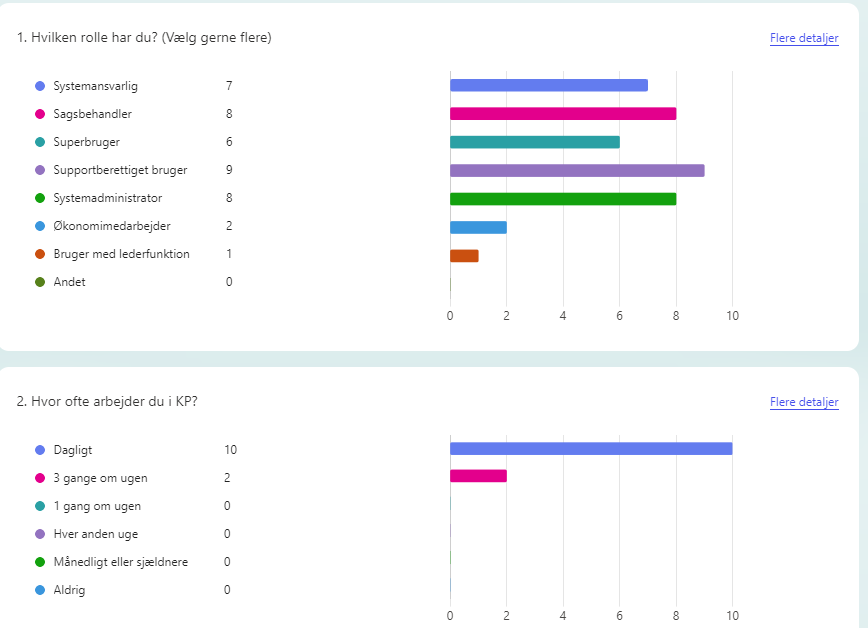 1. Hvilken rolle har du? (Vælg gerne flere)
Flere detaljer
Systemansvarlig 7
Sagsbehandler 8
Superbruger 6
Supportberettiget bruger 9
Systemadministrator 8
Økonomimedarbejder 2
Bruger med lederfunktion 1
Andet 0
0 2 4 6 8 10
2. Hvor ofte arbejder du i KP?
Flere detaljer
Dagligt 10
3 gange om ugen 2
1 gang om ugen 0
Hver anden uge 0
Månedligt eller sjældnere 0
Aldrig 0
0 2 4 6 8 10